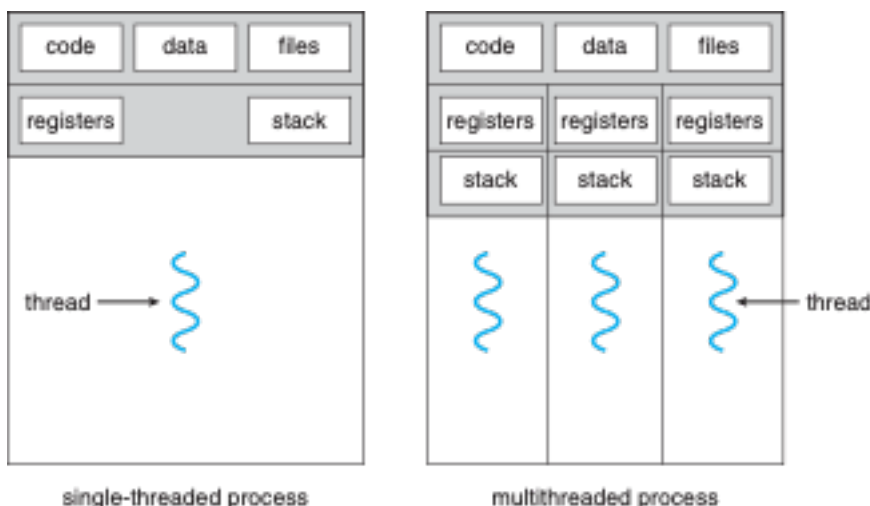 code data files code data files
registers stack registers registers registers
stack stack stack
thread thread
single-threaded process multithreaded process